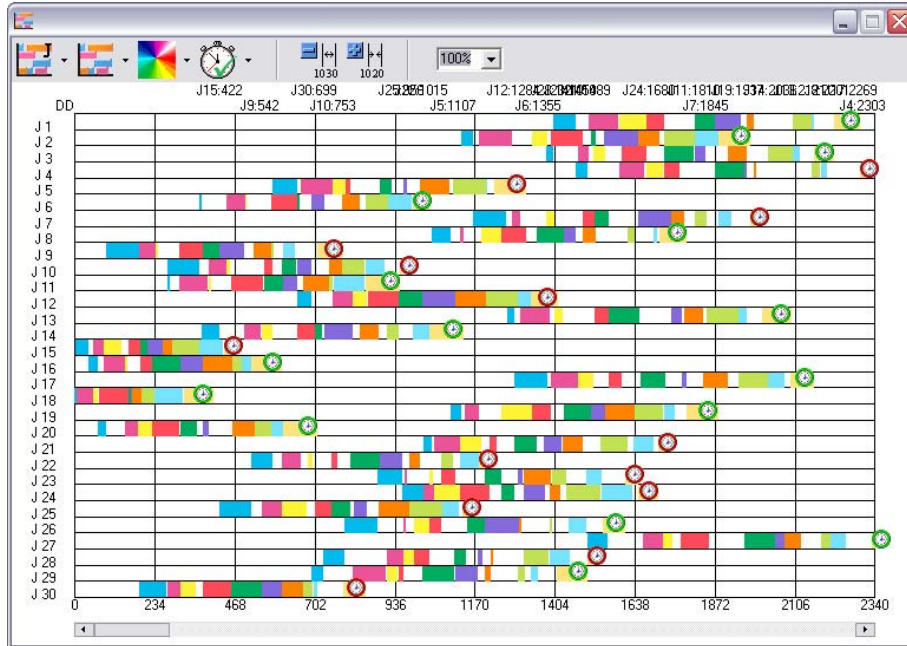 1030
1020
100%
J15:422 J30:699 J24:1680
DD J9:542 J10:753 J5:1107 J6:1355 J7:1845 J4:2303
J 1
J 2
J 3
J 4
J 5
J 6
J 7
J 8
J 9
J 10
J 11
J 12
J 13
J 14
J 15
J 16
J 17
J 18
J 19
J 20
J 21
J 22
J 23
J 24
J 25
J 26
J 27
J 28
J 29
J 30
0 234 468 702 936 1170 1404 1638 1872 2106 2340